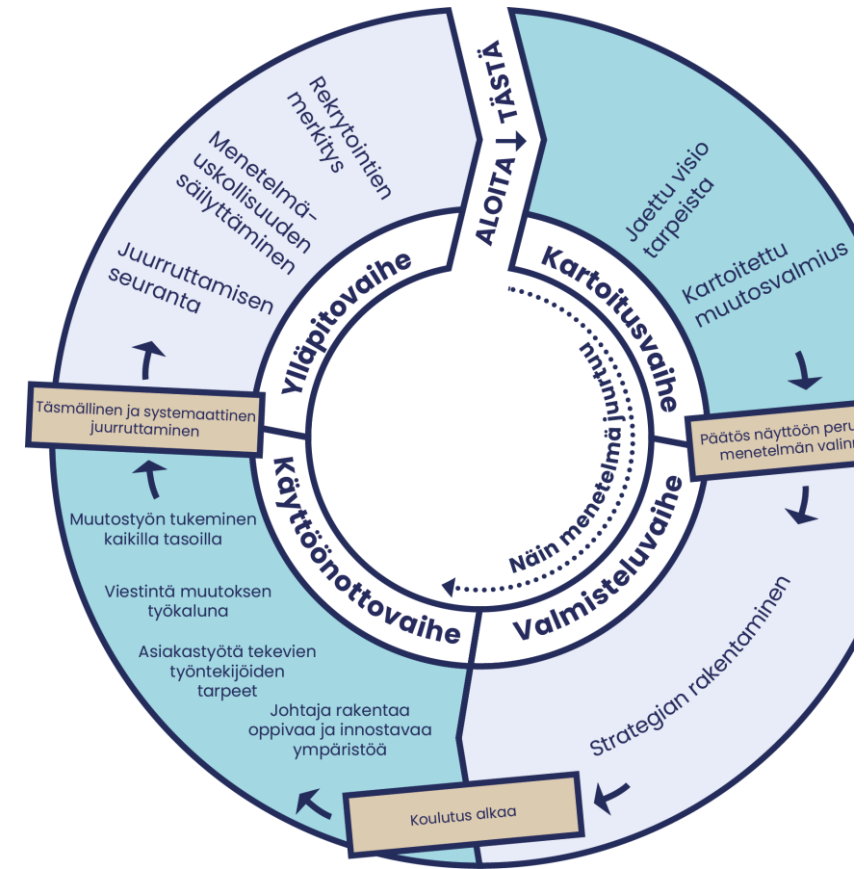 ALOITA TÄSTÄ
Kartoitusvaihe
Jaettu visio
tarpeista
Kartoitettu
muutosvalmius
Päätös näyttöön
menetelmän
Valmisteluvaihe
Strategian rakentaminen
Koulutus alkaa
Käyttöönottovaihe
Johtaja rakentaa
oppivaa ja innostavaa
ympäristöä
Asiakastyötä tekevien
työntekijöiden
tarpeet
Viestintä muutoksen
työkaluna
Muutostyön tukeminen
kaikilla tasoilla
Täsmällinen ja systemaattinen
juurruttaminen
Ylläpitovaihe
Juurruttamisen
seuranta
Menetelmä-
uskollisuuden
säilyttäminen
Rekrytointien
merkitys
Näin menetelmä juurtuu